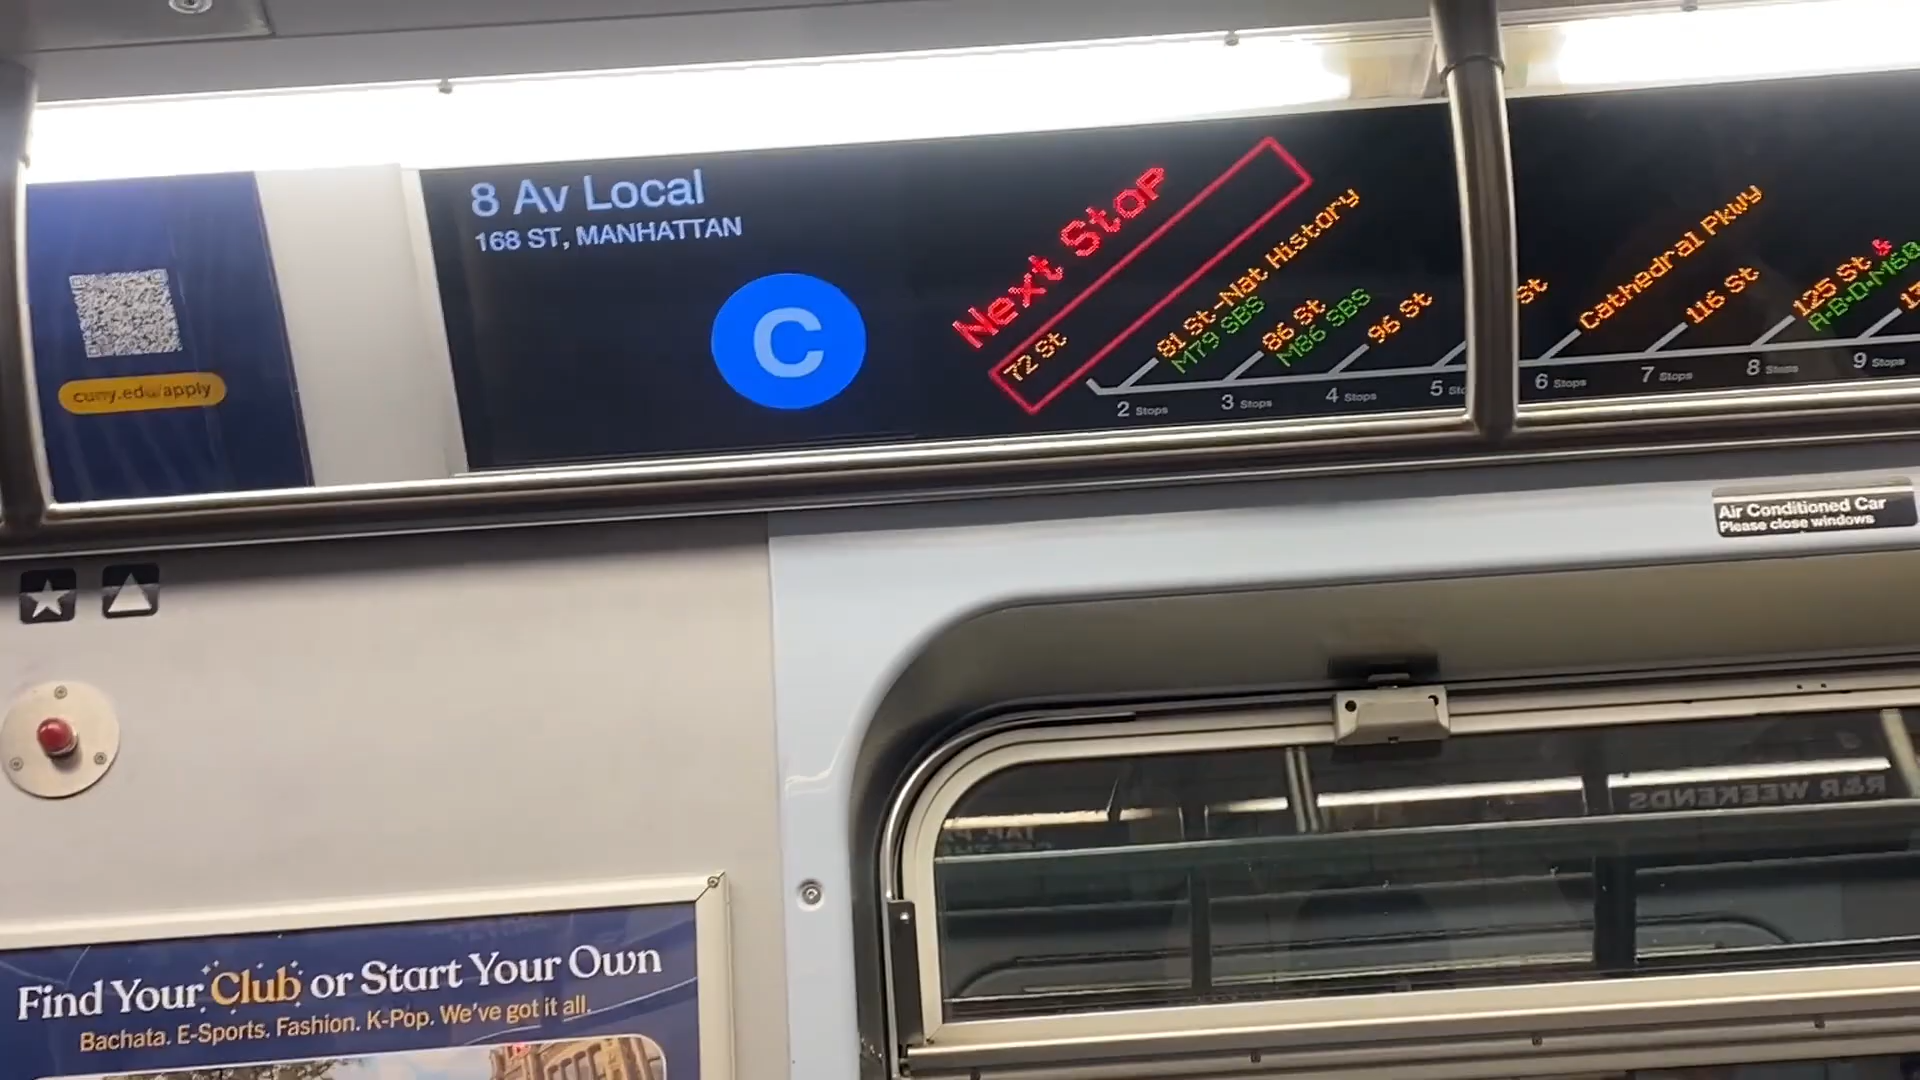 8 Av Local
168 ST, MANHATTAN
C
Next Stop
72 St
81 St-Nat History
M79 SBS
86 St
M86 SBS
96 St
St
Cathedral Pkwy
116 St
125 St &
A·B·D·M60
2 Stops
3 Stops
4 Stops
5
6 Stops
7 Stops
8 Stops
9 Stops
cuny.edu/apply
Air Conditioned Car
Please close windows
R&R WEEKENDS
Find Your Club or Start Your Own
Bachata. E-Sports. Fashion. K-Pop. We've got it all.